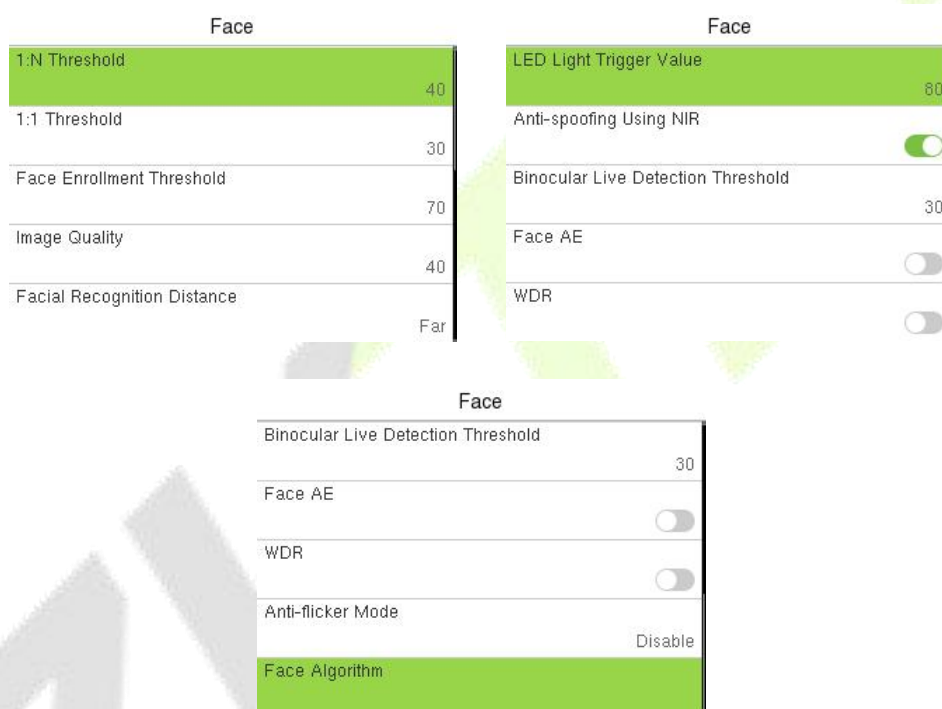 Face
1:N Threshold
40
1:1 Threshold
30
Face Enrollment Threshold
70
Image Quality
40
Facial Recognition Distance
Far
Face
LED Light Trigger Value
80
Anti-spoofing Using NIR
Binocular Live Detection Threshold
30
Face AE
WDR
Face
Binocular Live Detection Threshold
30
Face AE
WDR
Anti-flicker Mode
Disable
Face Algorithm